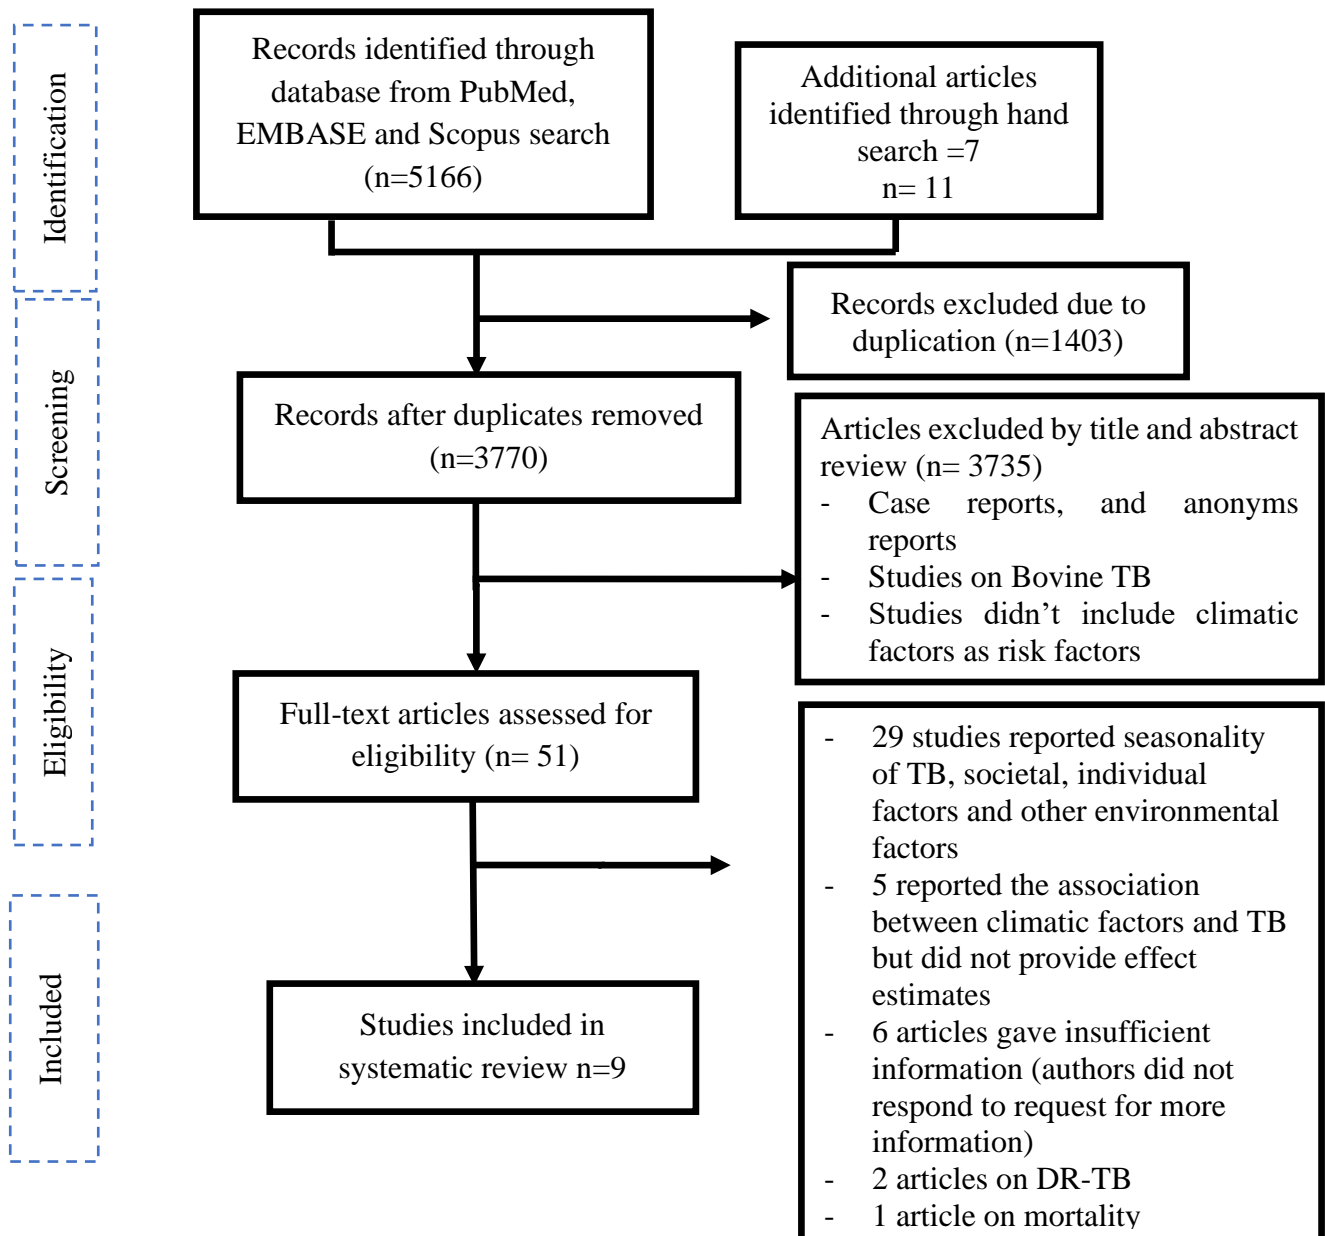 Identification
Records identified through
database from PubMed,
EMBASE and Scopus search
(n=5166)
Additional articles
identified through hand
search =7
n= 11
Records excluded due to
duplication (n=1403)
Screening
Records after duplicates removed
(n=3770)
Articles excluded by title and abstract
review (n= 3735)
- Case reports, and anonyms
reports
- Studies on Bovine TB
- Studies didn’t include climatic
factors as risk factors
Eligibility
Full-text articles assessed for
eligibility (n= 51)
- 29 studies reported seasonality
of TB, societal, individual
factors and other environmental
factors
- 5 reported the association
between climatic factors and TB
but did not provide effect
estimates
- 6 articles gave insufficient
information (authors did not
respond to request for more
information)
- 2 articles on DR-TB
- 1 article on mortality
Included
Studies included in
systematic review n=9